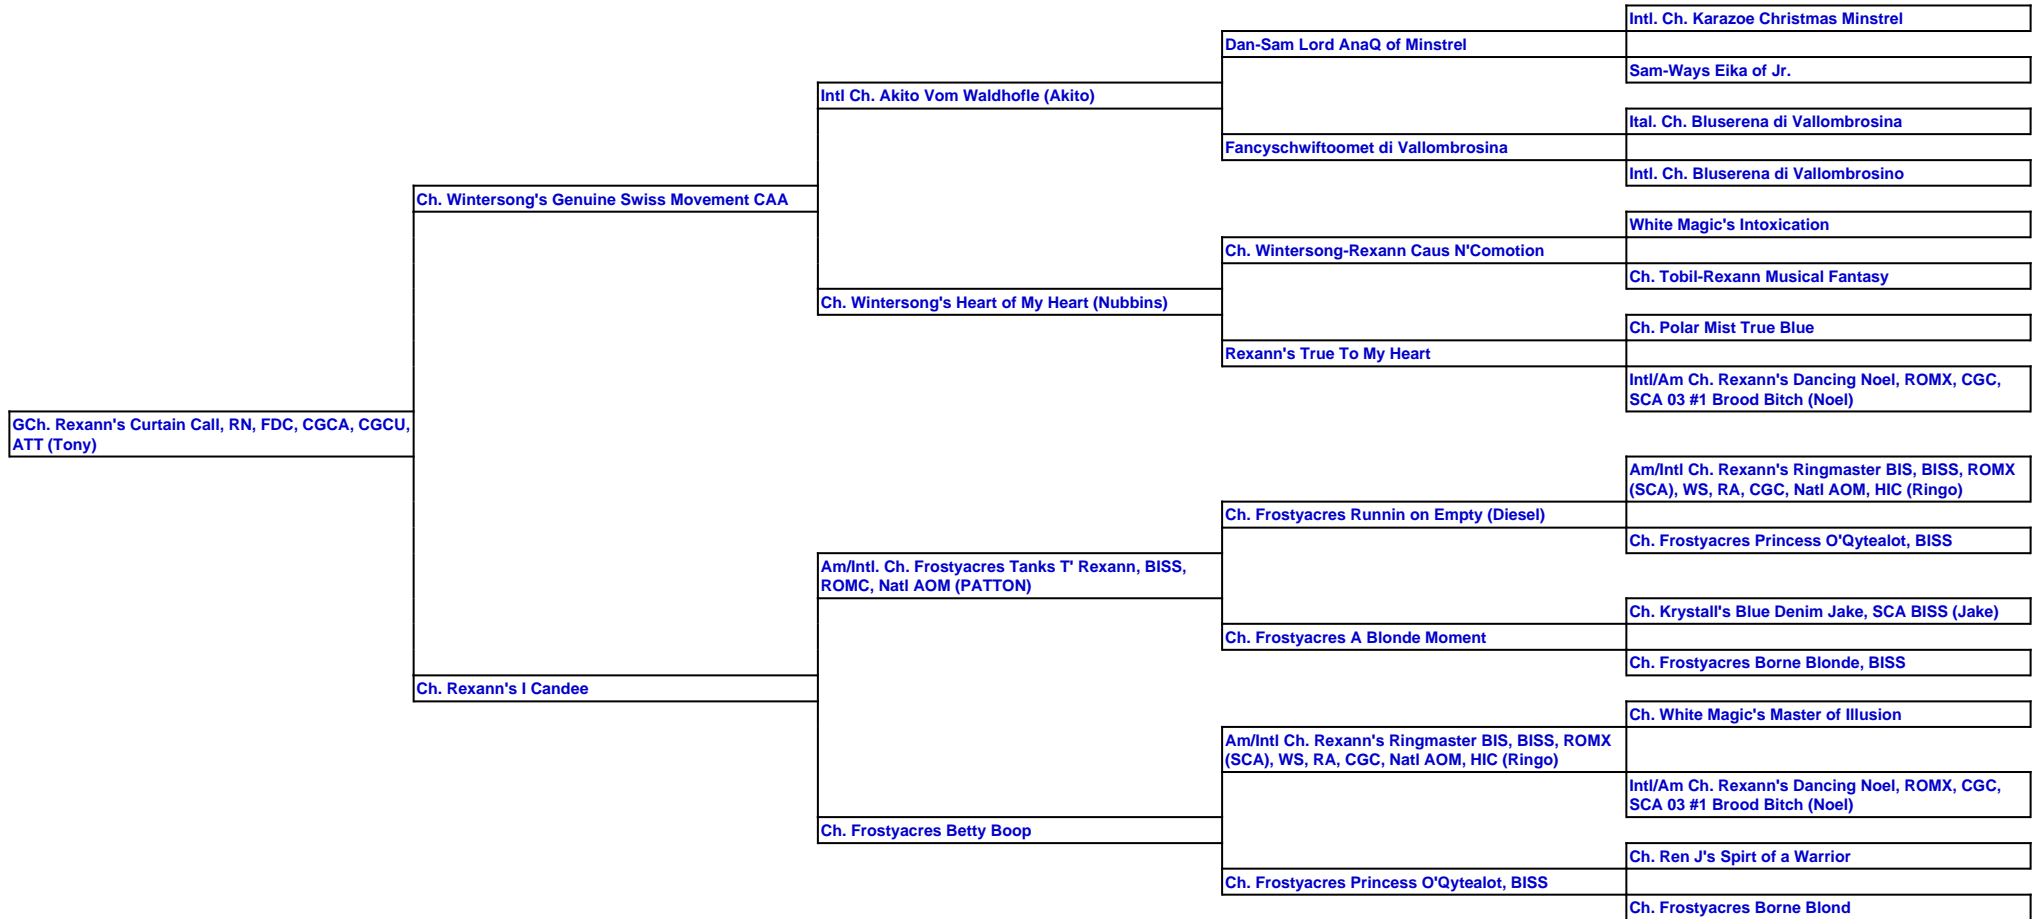 Intl. Ch. Karazoe Christmas Minstrel
Dan-Sam Lord AnaQ of Minstrel
Sam-Ways Eika of Jr.
Intl Ch. Akito Vom Waldhofle (Akito)
Ital. Ch. Bluserena di Vallombrosina
Fancyschwiftoomet di Vallombrosina
Intl. Ch. Bluserena di Vallombrosino
Ch. Wintersong's Genuine Swiss Movement CAA
White Magic's Intoxication
Ch. Wintersong-Rexann Caus N'Comotion
Ch. Tobil-Rexann Musical Fantasy
Ch. Wintersong's Heart of My Heart (Nubbins)
Ch. Polar Mist True Blue
Rexann's True To My Heart
Intl/Am Ch. Rexann's Dancing Noel, ROMX, CGC,
SCA 03 #1 Brood Bitch (Noel)
GCh. Rexann's Curtain Call, RN, FDC, CGCA, CGCU,
ATT (Tony)
Am/Intl Ch. Rexann's Ringmaster BIS, BISS, ROMX
(SCA), WS, RA, CGC, Natl AOM, HIC (Ringo)
Ch. Frostyacres Runnin on Empty (Diesel)
Ch. Frostyacres Princess O'Qytealot, BISS
Am/Intl. Ch. Frostyacres Tanks T' Rexann, BISS,
ROMC, Natl AOM (PATTON)
Ch. Krystall's Blue Denim Jake, SCA BISS (Jake)
Ch. Frostyacres A Blonde Moment
Ch. Frostyacres Borne Blonde, BISS
Ch. Rexann's I Candee
Ch. White Magic's Master of Illusion
Am/Intl Ch. Rexann's Ringmaster BIS, BISS, ROMX
(SCA), WS, RA, CGC, Natl AOM, HIC (Ringo)
Intl/Am Ch. Rexann's Dancing Noel, ROMX, CGC,
SCA 03 #1 Brood Bitch (Noel)
Ch. Frostyacres Betty Boop
Ch. Ren J's Spirt of a Warrior
Ch. Frostyacres Princess O'Qytealot, BISS
Ch. Frostyacres Borne Blond